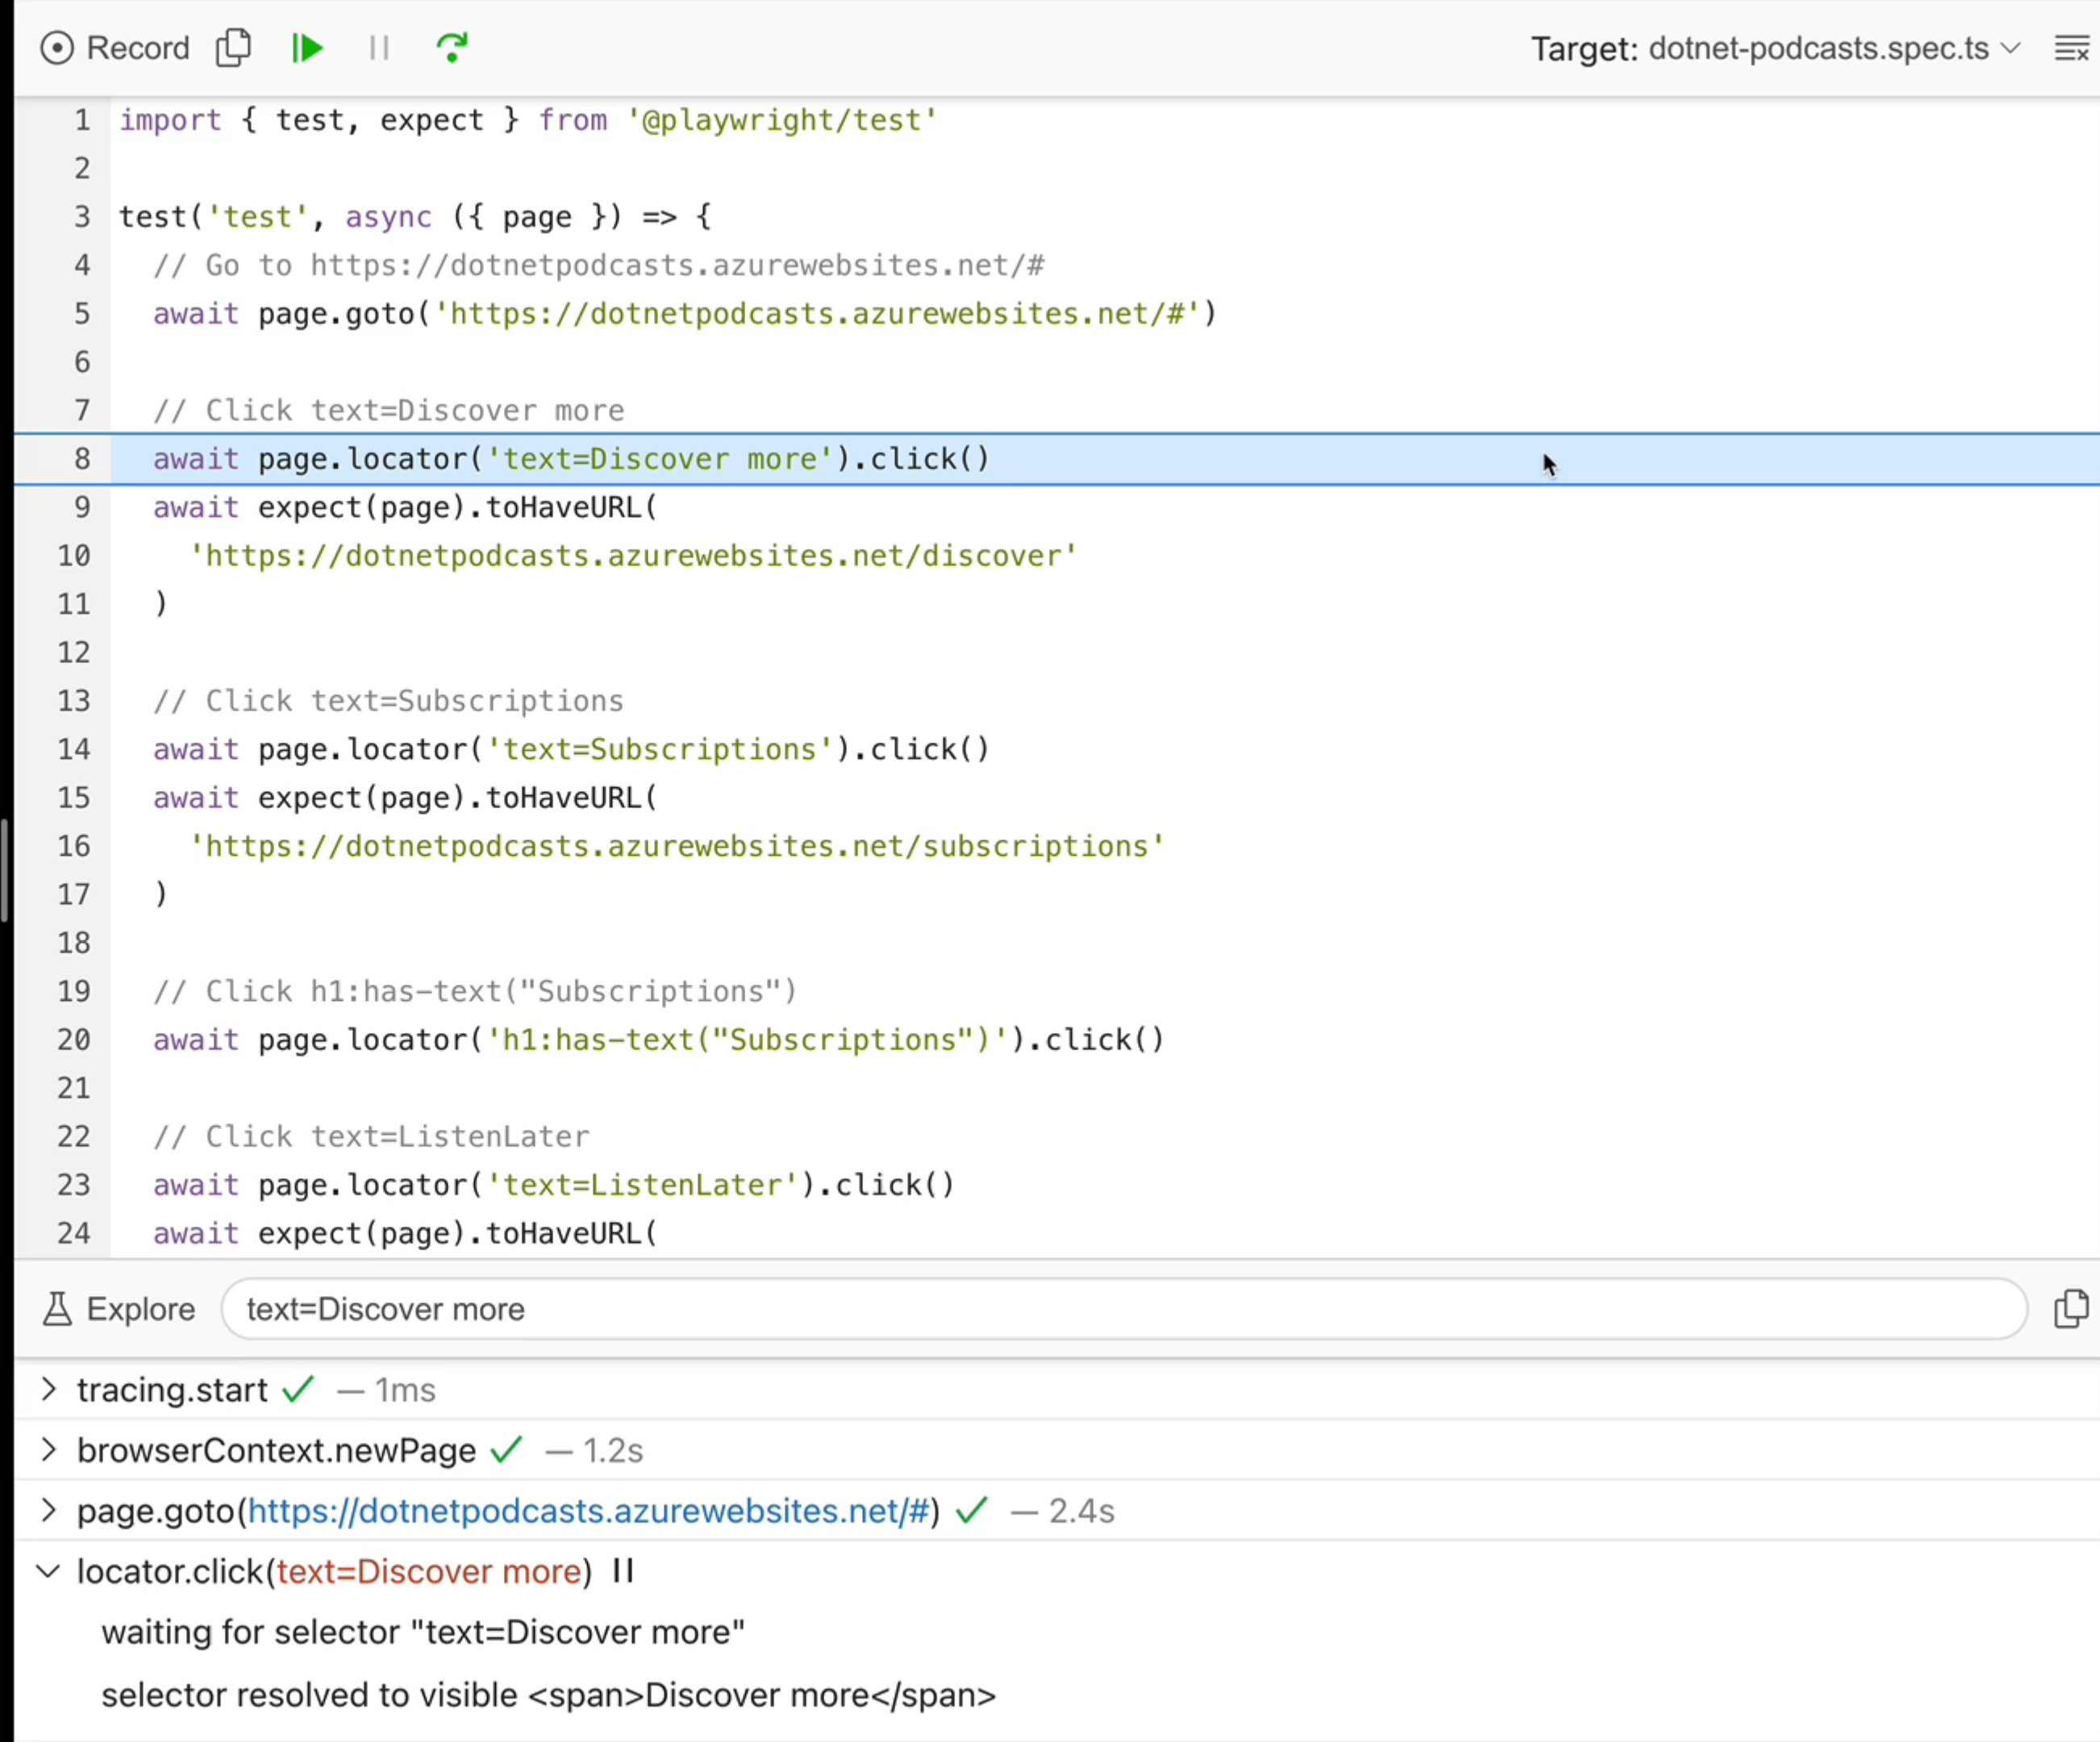 Record
Target: dotnet-podcasts.spec.ts
1 import { test, expect } from '@playwright/test'
2
3 test('test', async ({ page }) => {
4 // Go to https://dotnetpodcasts.azurewebsites.net/#
5 await page.goto('https://dotnetpodcasts.azurewebsites.net/#')
6
7 // Click text=Discover more
8 await page.locator('text=Discover more').click()
9 await expect(page).toHaveURL(
10 'https://dotnetpodcasts.azurewebsites.net/discover'
11 )
12
13 // Click text=Subscriptions
14 await page.locator('text=Subscriptions').click()
15 await expect(page).toHaveURL(
16 'https://dotnetpodcasts.azurewebsites.net/subscriptions'
17 )
18
19 // Click h1:has-text("Subscriptions")
20 await page.locator('h1:has-text("Subscriptions")').click()
21
22 // Click text=ListenLater
23 await page.locator('text=ListenLater').click()
24 await expect(page).toHaveURL(
Explore text=Discover more
tracing.start ✓ — 1ms
browserContext.newPage ✓ — 1.2s
page.goto(https://dotnetpodcasts.azurewebsites.net/#) ✓ — 2.4s
locator.click(text=Discover more)
waiting for selector "text=Discover more"
selector resolved to visible <span>Discover more</span>